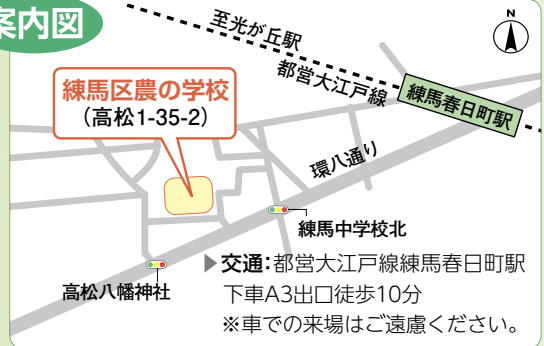 案内図
至光が丘駅
N
都営大江戸線
練馬春日町駅
練馬区農の学校
（高松1-35-2）
環八通り
練馬中学校北
高松八幡神社
▶交通:都営大江戸線練馬春日町駅
下車A3出口徒歩10分
※車での来場はご遠慮ください。